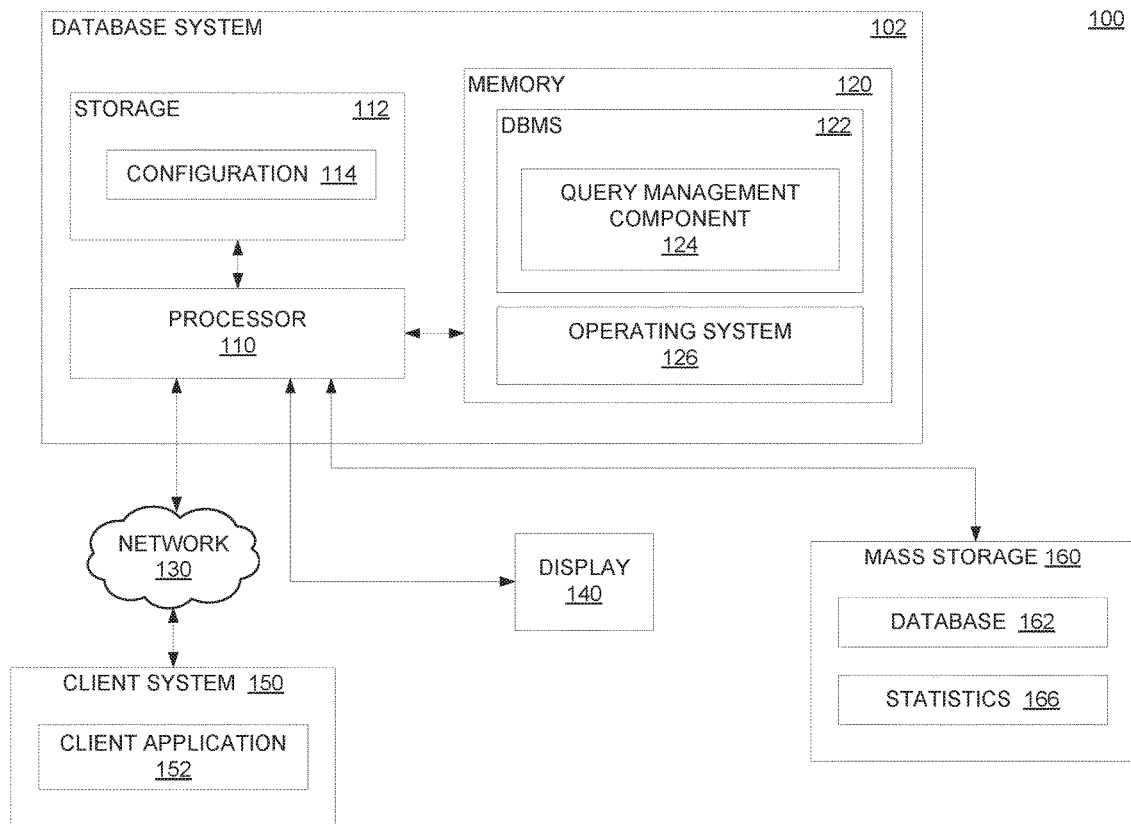 100
DATABASE SYSTEM 102
STORAGE 112
CONFIGURATION 114
PROCESSOR
110
MEMORY 120
DBMS 122
QUERY MANAGEMENT
COMPONENT
124
OPERATING SYSTEM
126
NETWORK
130
DISPLAY
140
MASS STORAGE 160
DATABASE 162
STATISTICS 166
CLIENT SYSTEM 150
CLIENT APPLICATION
152